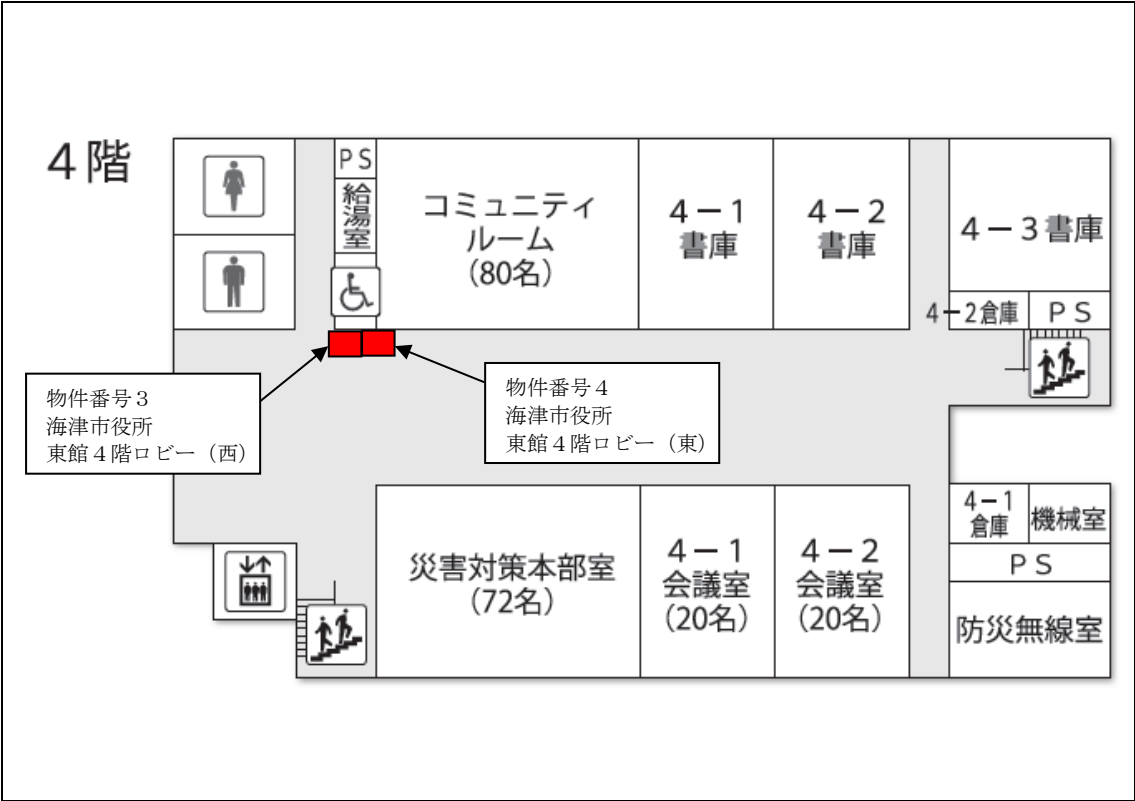 ４階
ＰＳ
給湯室
コミュニティ
ルーム
（80名）
４－１
書庫
４－２
書庫
４－３書庫
４－２倉庫
ＰＳ
物件番号３
海津市役所
東館４階ロビー（西）
物件番号４
海津市役所
東館４階ロビー（東）
災害対策本部室
（72名）
４－１
会議室
（20名）
４－２
会議室
（20名）
４－１
倉庫
機械室
ＰＳ
防災無線室